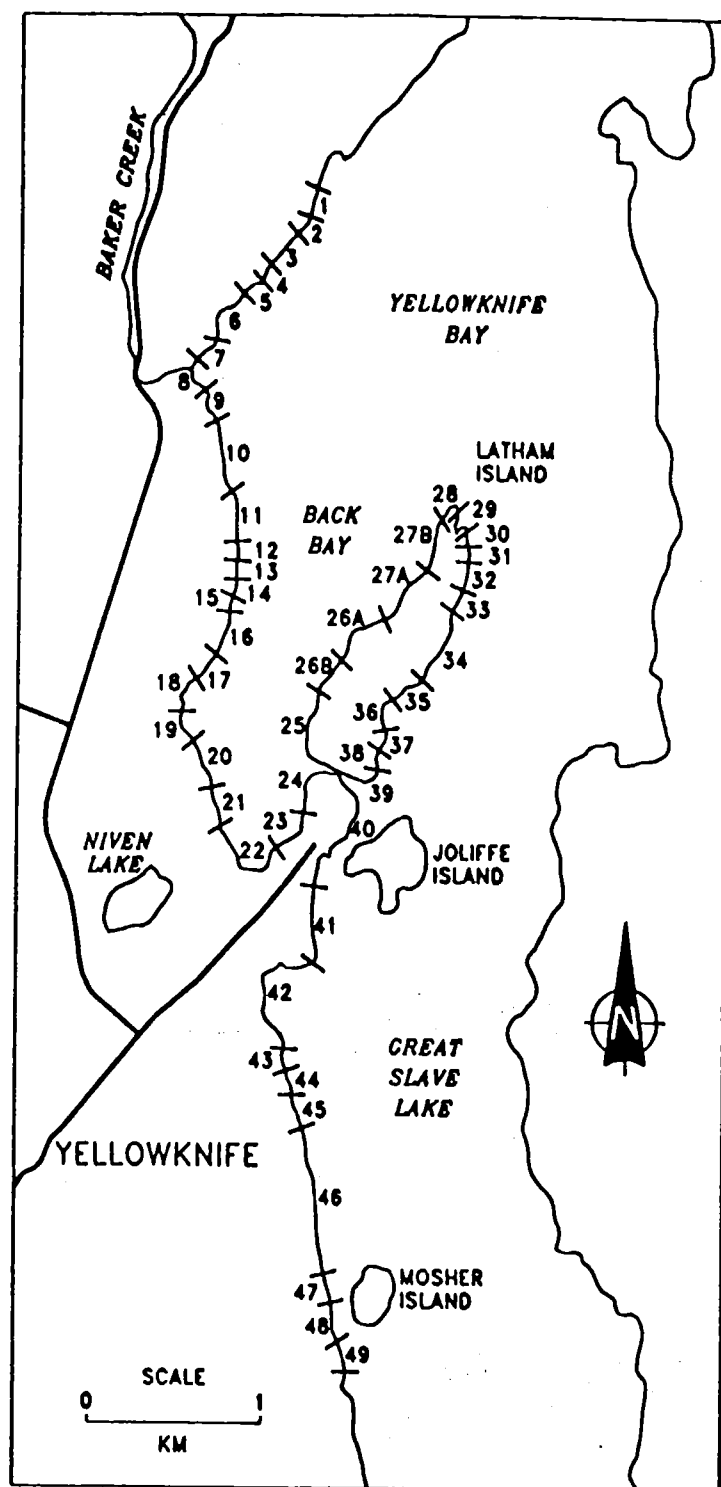 BAKER CREEK
1
2
3
4
5
6
7
8
9
10
YELLOWKNIFE
BAY
LATHAM
ISLAND
11
BACK
BAY
28
29
27B
30
31
12
13
27A
32
14
15
33
26A
16
34
26B
18
17
35
36
19
25
37
20
38
24
39
21
23
40
NIVEN
LAKE
22
JOLIFFE
ISLAND
41
42
N
43
GREAT
SLAVE
LAKE
44
45
YELLOWKNIFE
46
MOSHER
ISLAND
47
48
49
SCALE
0 1
KM